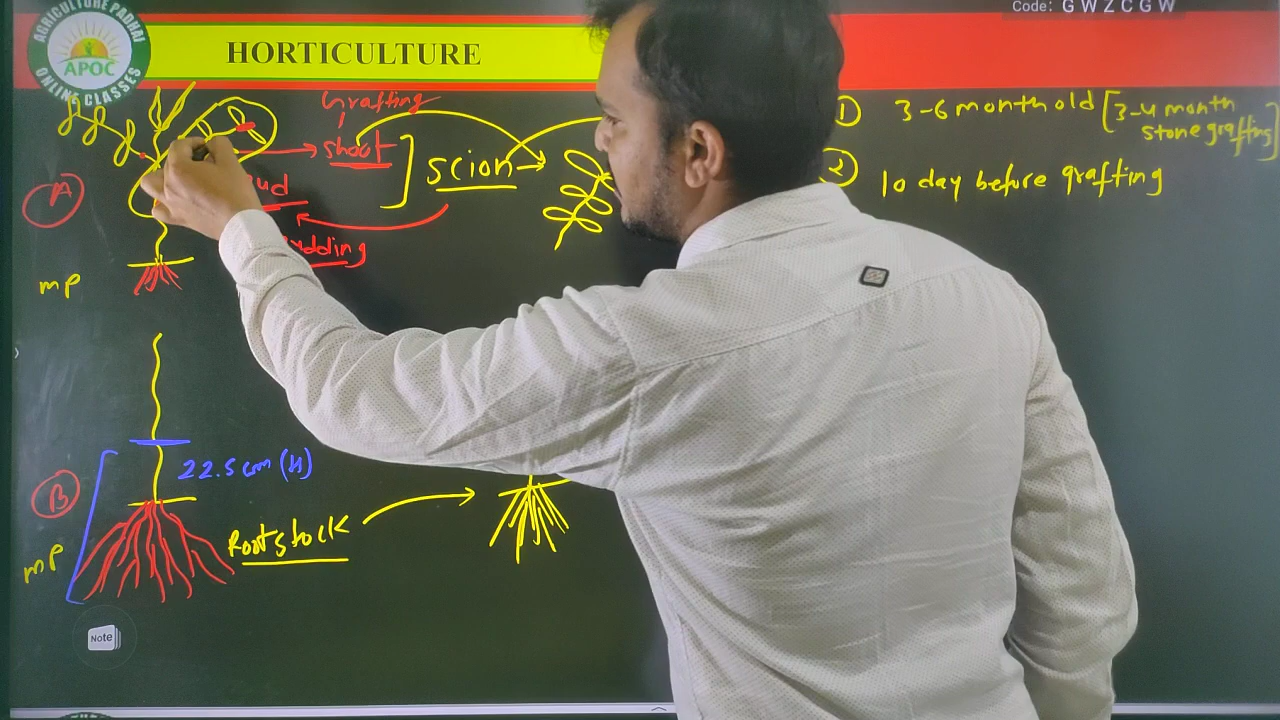 Code: G W Z C G W
AGRICULTURE PADHAI
APOC
ONLINE CLASSES
HORTICULTURE
Grafting
shoot
scion
① 3-6 month old [3-4 month
stone grafting]
② 10 day before grafting
Ⓐ
mp
22.5 cm (H)
Ⓑ
Rootstock
mp
Note